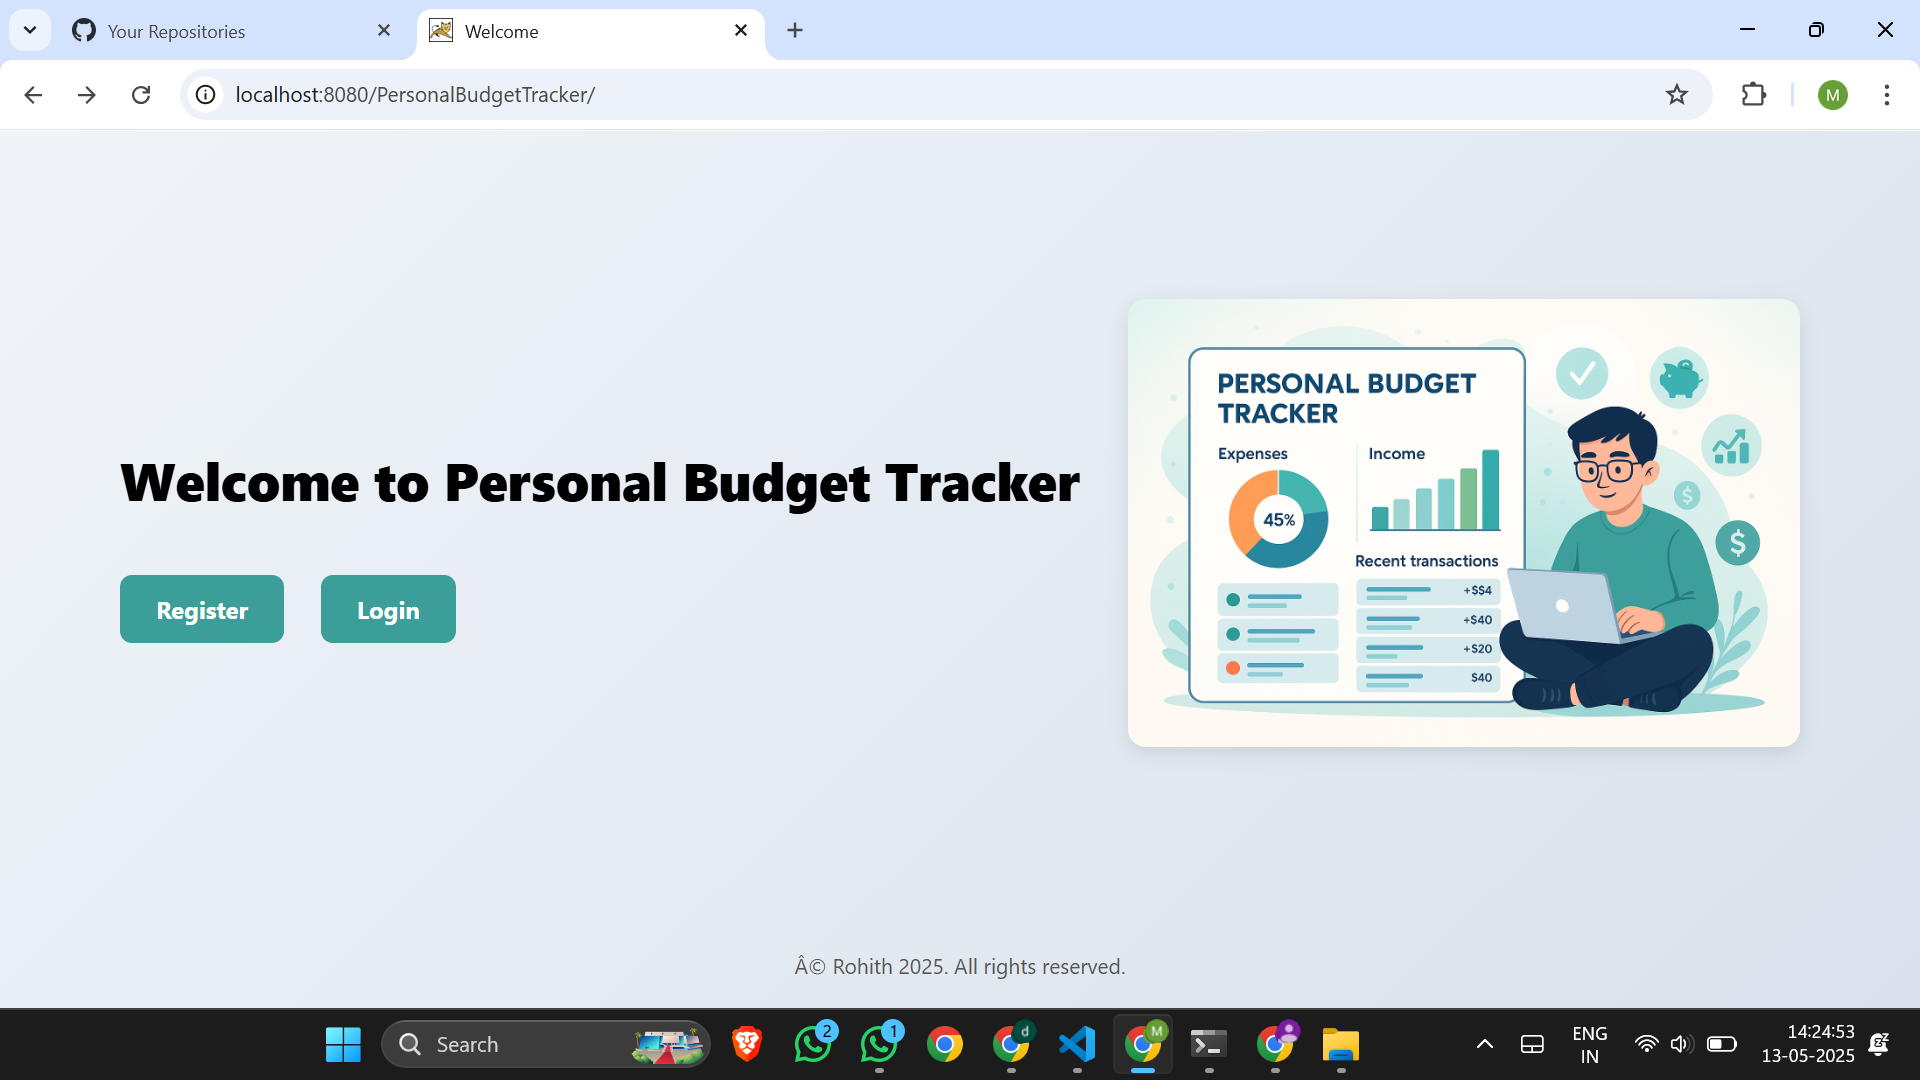 Your Repositories
Welcome
localhost:8080/PersonalBudgetTracker/
M
Welcome to Personal Budget Tracker
Register
Login
PERSONAL BUDGET
TRACKER
Expenses
45%
Income
Recent transactions
+S$4
+$40
+$20
$40
$
$
Â© Rohith 2025. All rights reserved.
Search
2
1
d
M
ENG
IN
14:24:53
13-05-2025